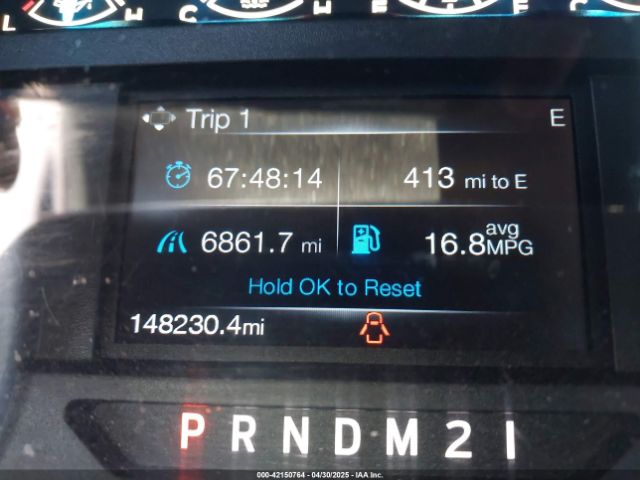 L H C H E F C
Trip 1 E
67:48:14 413 mi to E
6861.7 mi 16.8 avg MPG
Hold OK to Reset
148230.4mi
P R N D M 2 1
000-42150764 - 04/30/2025 - IAA Inc.